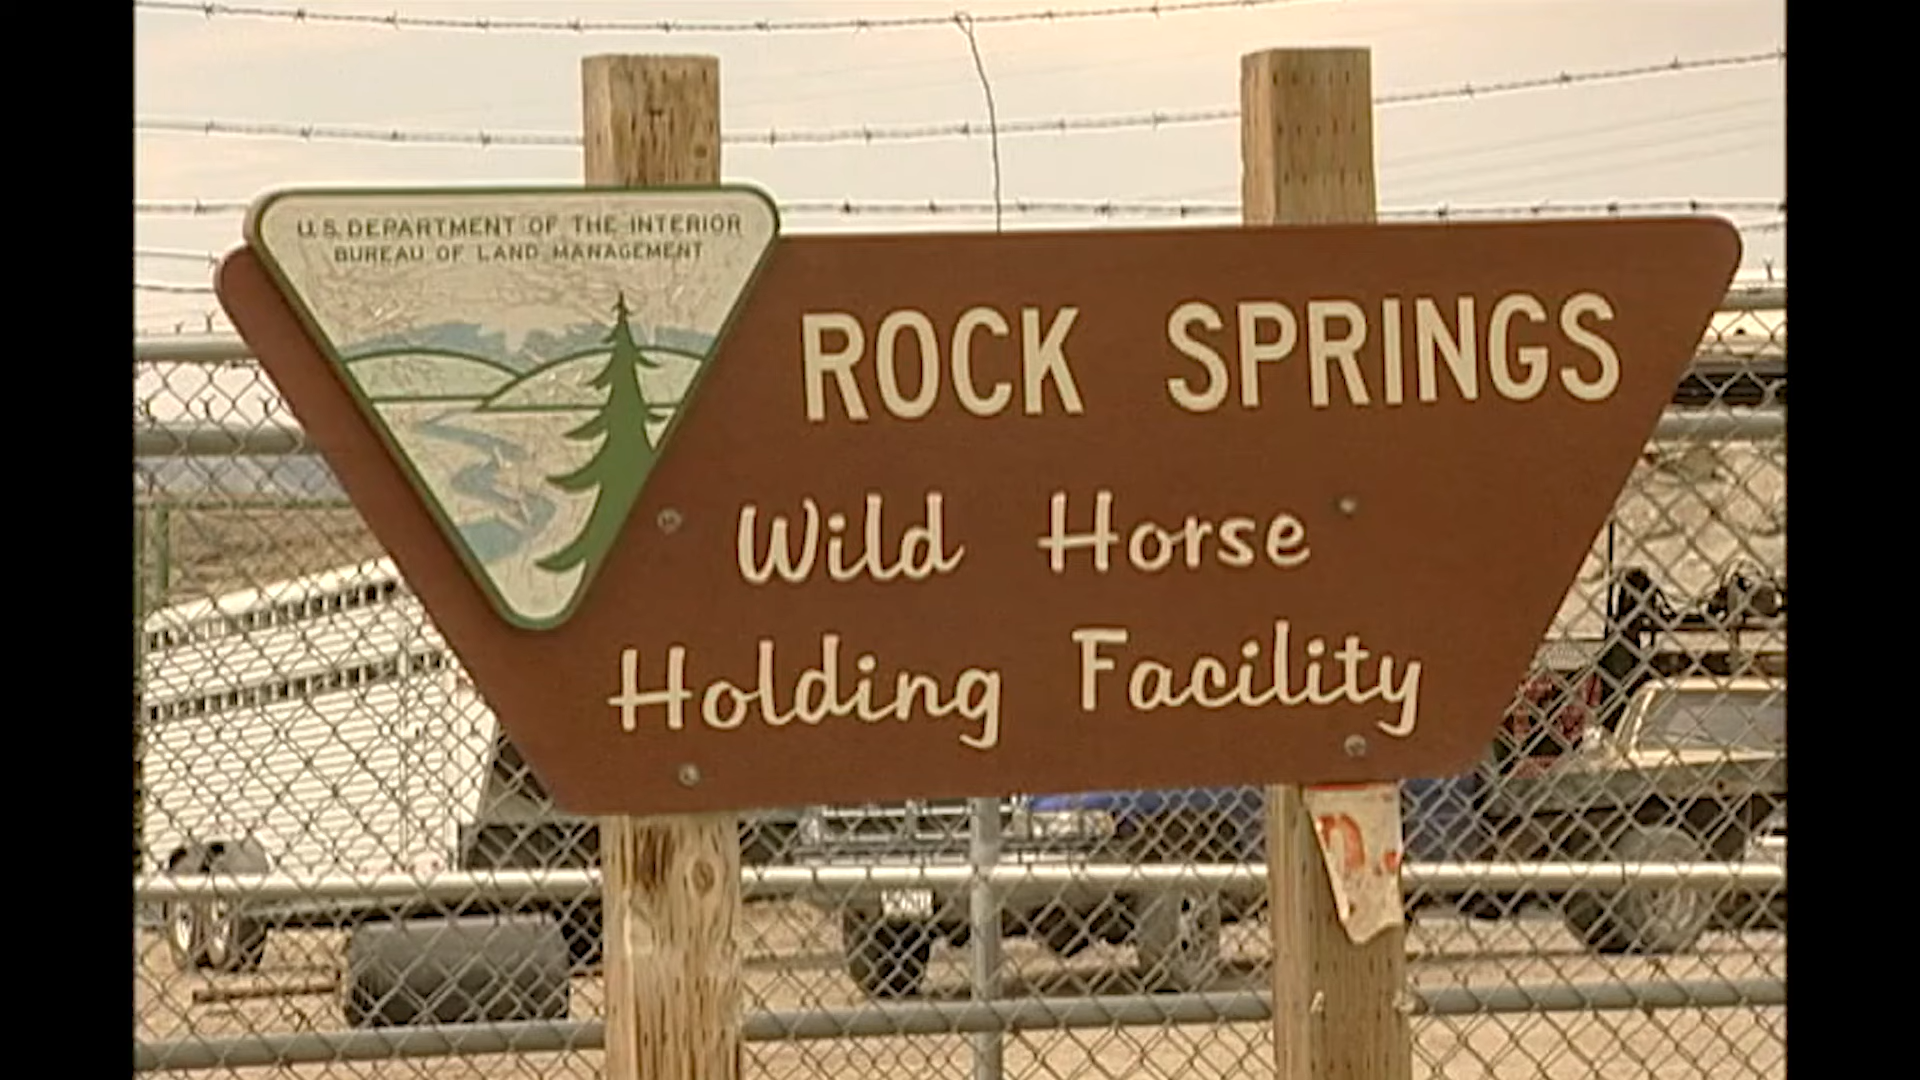 U.S. DEPARTMENT OF THE INTERIOR
BUREAU OF LAND MANAGEMENT
ROCK SPRINGS
Wild Horse
Holding Facility
D.